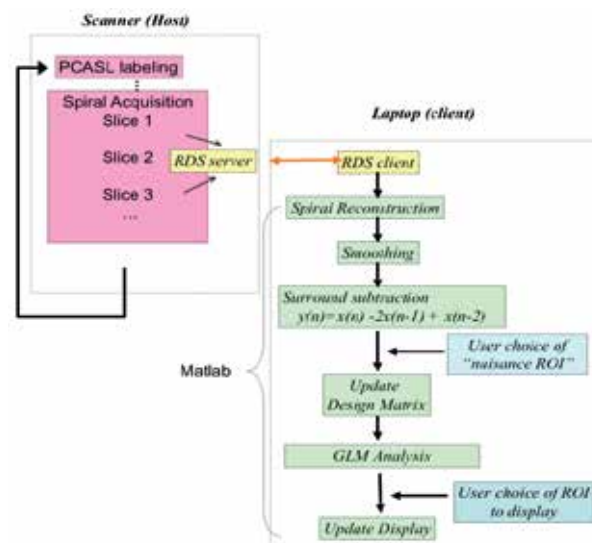 Scanner (Host)
PCASL labeling
Spiral Acquisition
Slice 1
Slice 2
Slice 3
...
RDS server
Laptop (client)
RDS client
Spiral Reconstruction
Smoothing
Surround subtraction
y(n)=x(n) -2x(n-1) + x(n-2)
User choice of
“nuisance ROI”
Matlab
Update
Design Matrix
GLM Analysis
User choice of ROI
to display
Update Display